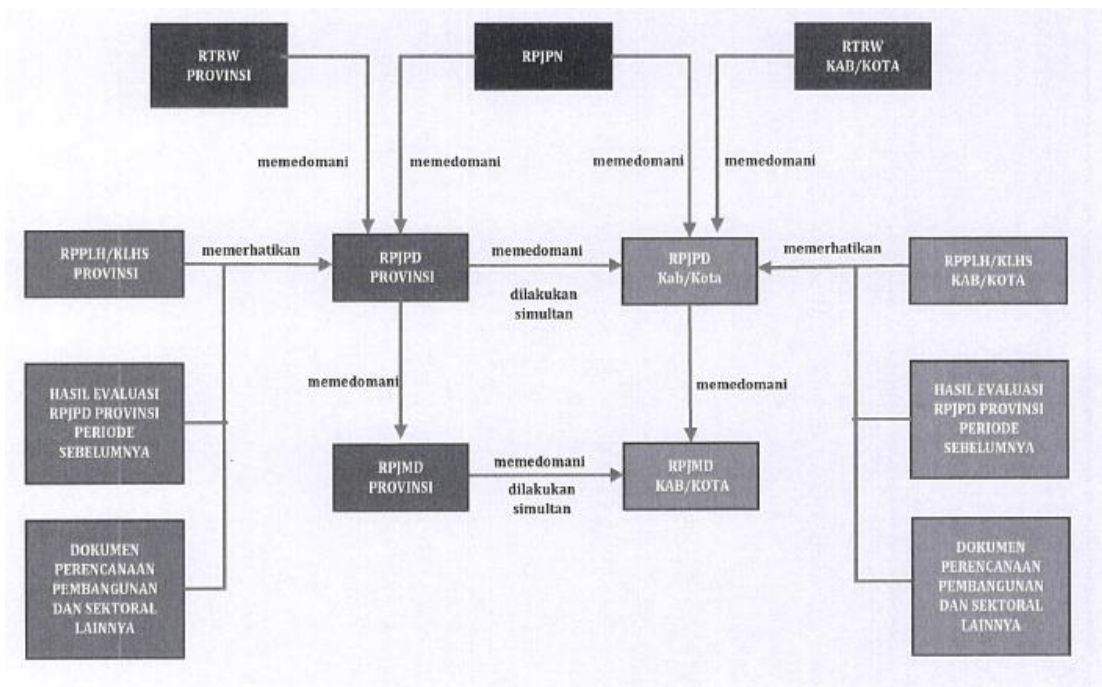 RTRW
PROVINSI
RPJPN
RTRW
KAB/KOTA
memedomani
memedomani
memedomani
memedomani
RPPLH/KLHS
PROVINSI
memerhatikan
RPJPD
PROVINSI
memedomani
dilakukan
simultan
RPJPD
Kab/Kota
memerhatikan
RPPLH/KLHS
KAB/KOTA
HASIL EVALUASI
RPJPD PROVINSI
PERIODE
SEBELUMNYA
memedomani
memedomani
HASIL EVALUASI
RPJPD PROVINSI
PERIODE
SEBELUMNYA
RPJMD
PROVINSI
memedomani
dilakukan
simultan
RPJMD
KAB/KOTA
DOKUMEN
PERENCANAAN
PEMBANGUNAN
DAN SEKTORAL
LAINNYA
DOKUMEN
PERENCANAAN
PEMBANGUNAN
DAN SEKTORAL
LAINNYA